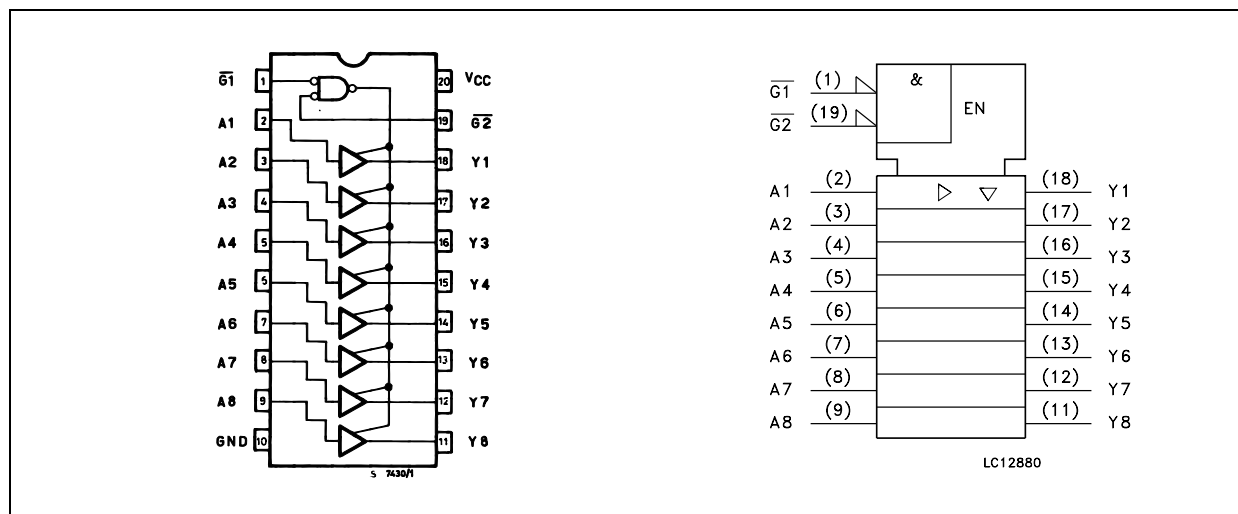 G1 1 20 VCC
A1 2 19 G2
A2 3 18 Y1
A3 4 17 Y2
A4 5 16 Y3
A5 6 15 Y4
A6 7 14 Y5
A7 8 13 Y6
A8 9 12 Y7
GND 10 11 Y8
S 7430/1
G1 (1) & EN
G2 (19)
A1 (2) (18) Y1
A2 (3) (17) Y2
A3 (4) (16) Y3
A4 (5) (15) Y4
A5 (6) (14) Y5
A6 (7) (13) Y6
A7 (8) (12) Y7
A8 (9) (11) Y8
LC12880